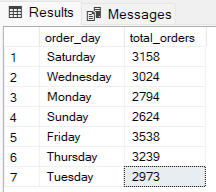 Results Messages
order_day total_orders
1 Saturday 3158
2 Wednesday 3024
3 Monday 2794
4 Sunday 2624
5 Friday 3538
6 Thursday 3239
7 Tuesday 2973